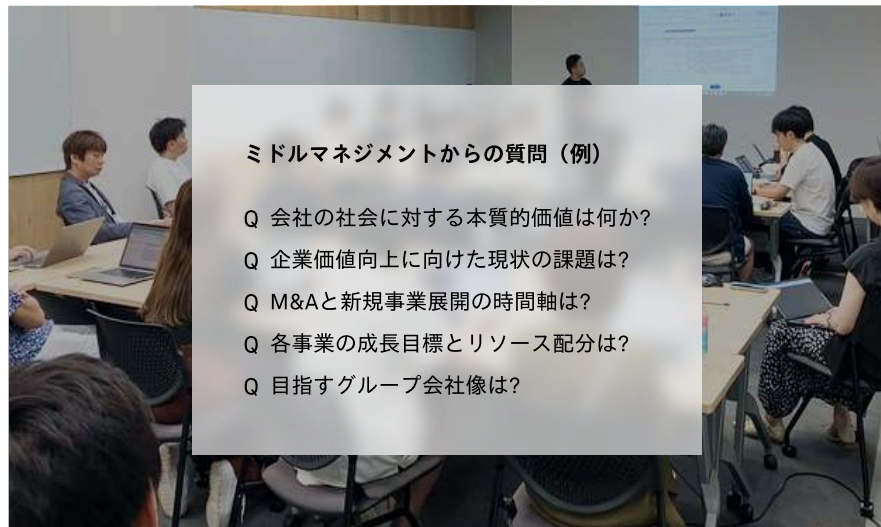 ミドルマネジメントからの質問（例）
Q 会社の社会に対する本質的価値は何か?
Q 企業価値向上に向けた現状の課題は?
Q M&Aと新規事業展開の時間軸は?
Q 各事業の成長目標とリソース配分は?
Q 目指すグループ会社像は?